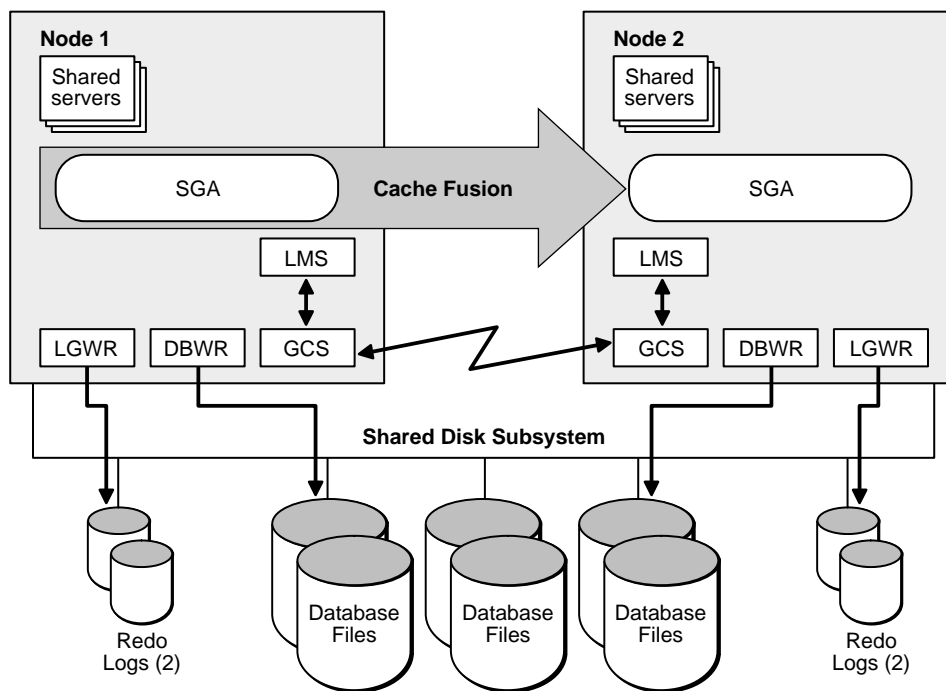 Node 1
Shared
servers
SGA
Cache Fusion
LMS
LGWR
DBWR
GCS
Node 2
Shared
servers
SGA
LMS
GCS
DBWR
LGWR
Shared Disk Subsystem
Redo
Logs (2)
Database
Files
Database
Files
Database
Files
Redo
Logs (2)